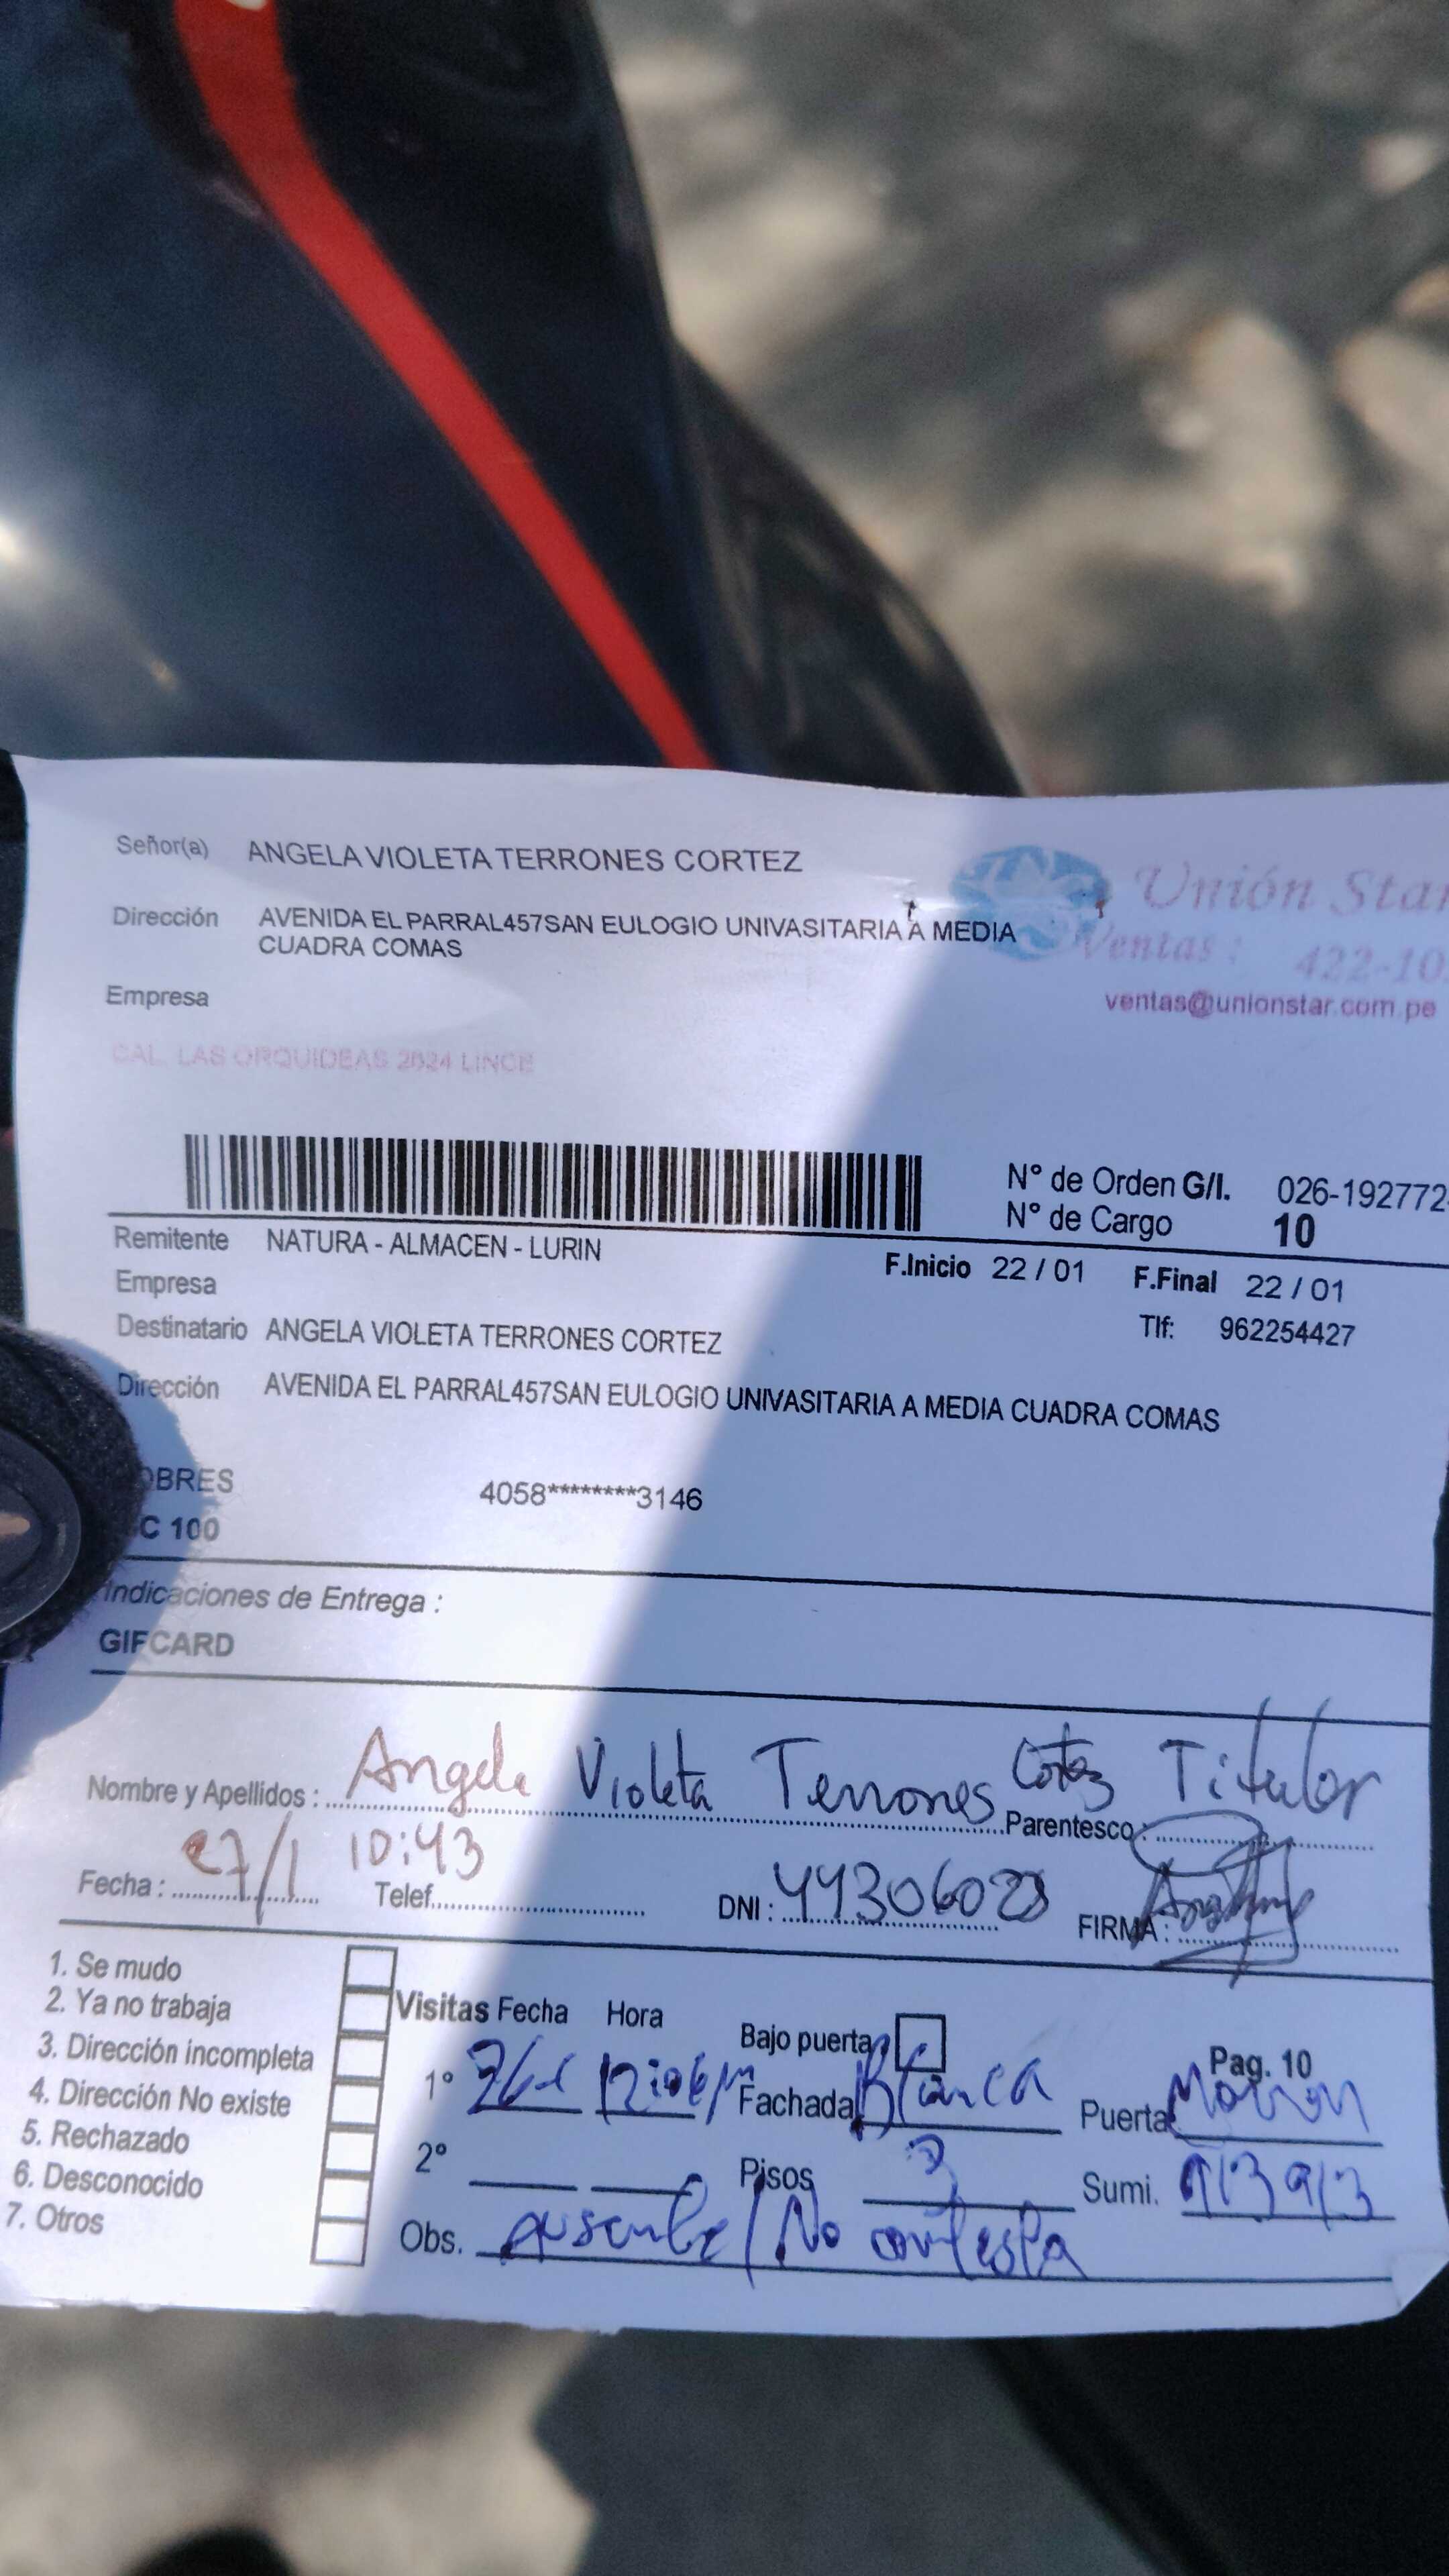 Señor(a) ANGELA VIOLETA TERRONES CORTEZ
Unión Star
Dirección AVENIDA EL PARRAL457SAN EULOGIO UNIVASITARIA A MEDIA
CUADRA COMAS
Ventas : 422-10
Empresa
ventas@unionstar.com.pe
CAL. LAS ORQUIDEAS 2624 LINCE
N° de Orden G/I. 026-192772
N° de Cargo 10
Remitente NATURA - ALMACEN - LURIN
F.Inicio 22 / 01 F.Final 22 / 01
Empresa
Tlf: 962254427
Destinatario ANGELA VIOLETA TERRONES CORTEZ
Dirección AVENIDA EL PARRAL457SAN EULOGIO UNIVASITARIA A MEDIA CUADRA COMAS
OBRES 4058********3146
C 100
Indicaciones de Entrega :
GIFCARD
Nombre y Apellidos : Angela Violeta Terrones Cortez Parentesco : Titular
Fecha : 27/1 10:43 Telef. DNI : 44306028 FIRMA :
1. Se mudo
2. Ya no trabaja
3. Dirección incompleta
4. Dirección No existe
5. Rechazado
6. Desconocido
7. Otros
Visitas Fecha Hora Bajo puerta Pag. 10
1° Fachada Blanca Puerta Marron
2° Pisos 3 Sumi.
Obs. ausente / No contesta